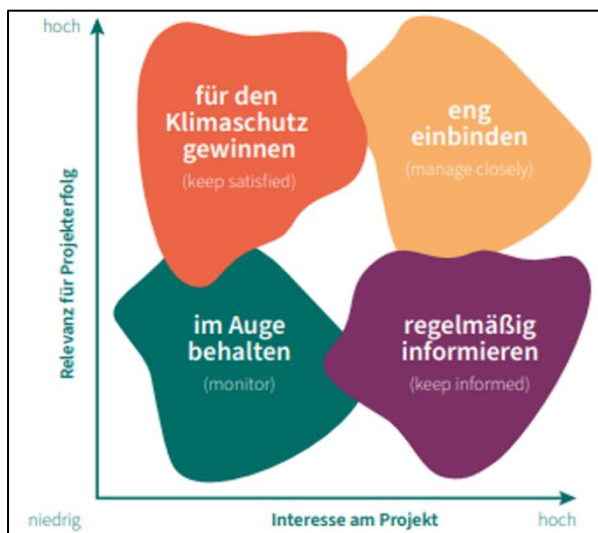 hoch
für den
Klimaschutz
gewinnen
(keep satisfied)
eng
einbinden
(manage closely)
Relevanz für Projekterfolg
im Auge
behalten
(monitor)
regelmäßig
informieren
(keep informed)
niedrig
Interesse am Projekt
hoch